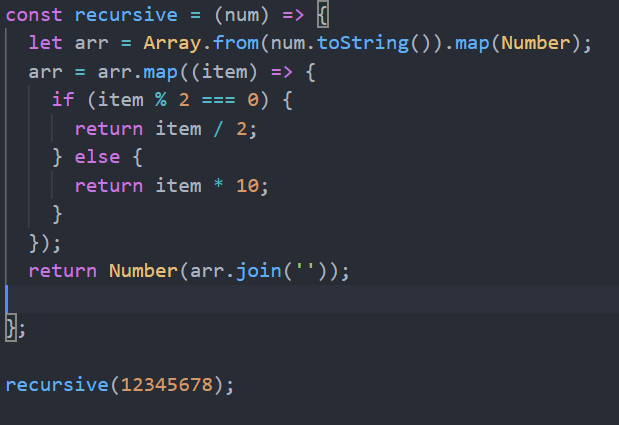 const recursive = (num) => {
  let arr = Array.from(num.toString()).map(Number);
  arr = arr.map((item) => {
    if (item % 2 === 0) {
      return item / 2;
    } else {
      return item * 10;
    }
  });
  return Number(arr.join(''));
};
recursive(12345678);